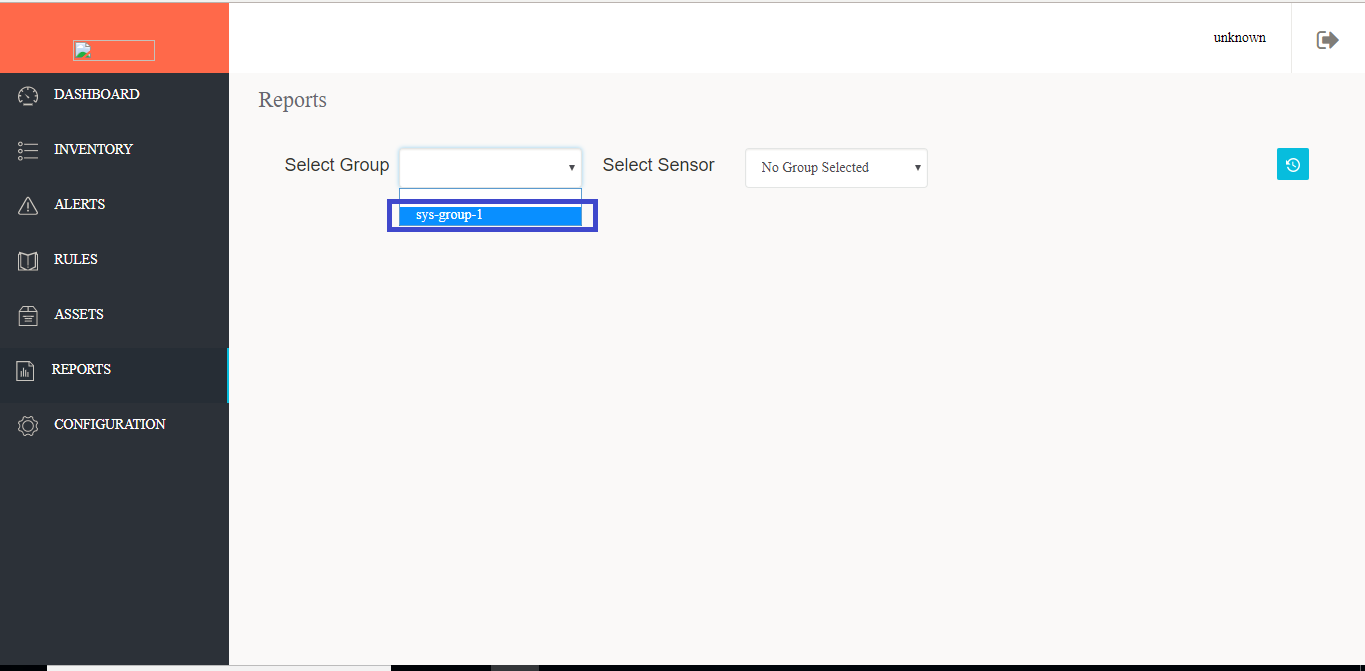 unknown
DASHBOARD
INVENTORY
ALERTS
RULES
ASSETS
REPORTS
CONFIGURATION
Reports
Select Group
sys-group-1
Select Sensor
No Group Selected